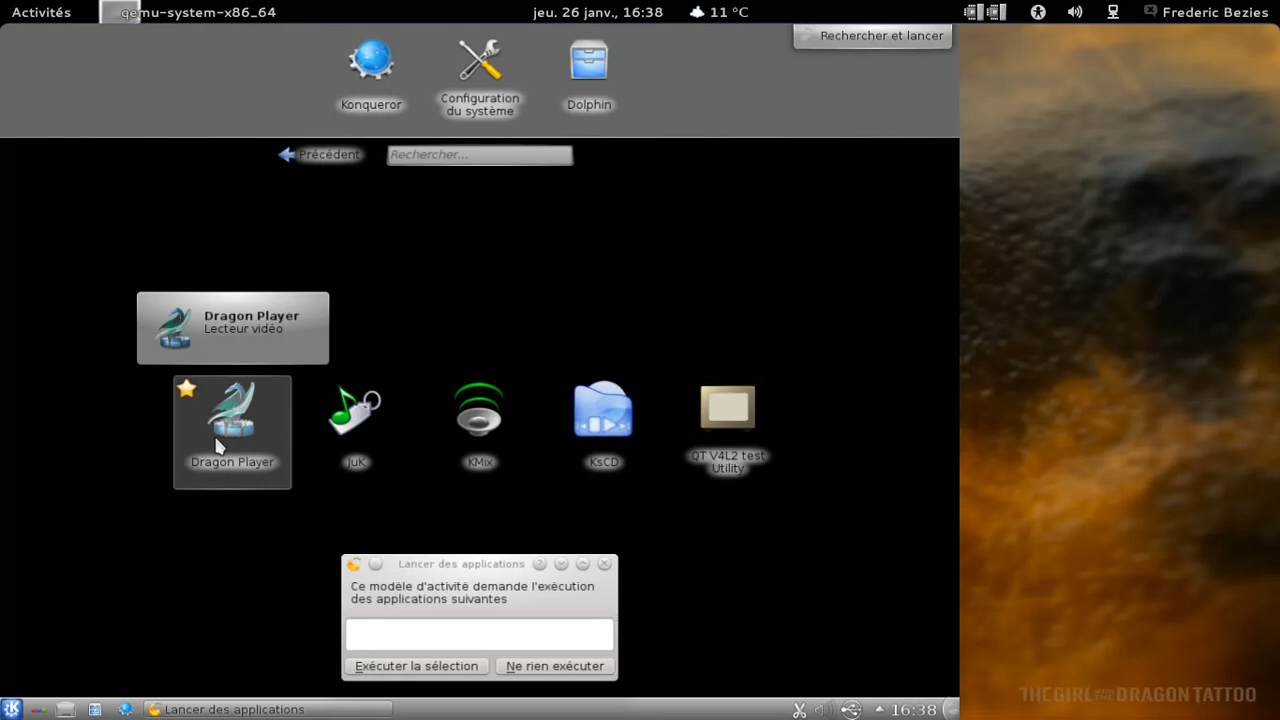 Activités
qemu-system-x86_64
jeu. 26 janv., 16:38
11 °C
Frederic Bezies
Rechercher et lancer
Konqueror
Configuration
du système
Dolphin
Précédent
Rechercher...
Dragon Player
Lecteur vidéo
Dragon Player
JuK
KMix
KsCD
QT V4L2 test
Utility
Lancer des applications
Ce modèle d'activité demande l'exécution
des applications suivantes
Exécuter la sélection
Ne rien exécuter
Lancer des applications
16:38
THE GIRL WITH THE DRAGON TATTOO